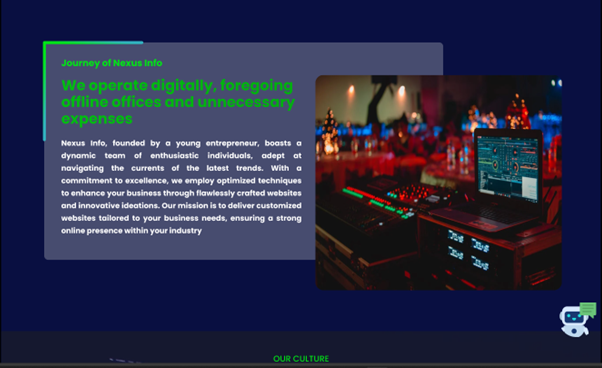 Journey of Nexus Info
We operate digitally, foregoing
offline offices and unnecessary
expenses
Nexus Info, founded by a young entrepreneur, boasts a
dynamic team of enthusiastic individuals, adept at
navigating the currents of the latest trends. With a
commitment to excellence, we employ optimized techniques
to enhance your business through flawlessly crafted websites
and innovative ideations. Our mission is to deliver customized
websites tailored to your business needs, ensuring a strong
online presence within your industry
OUR CULTURE